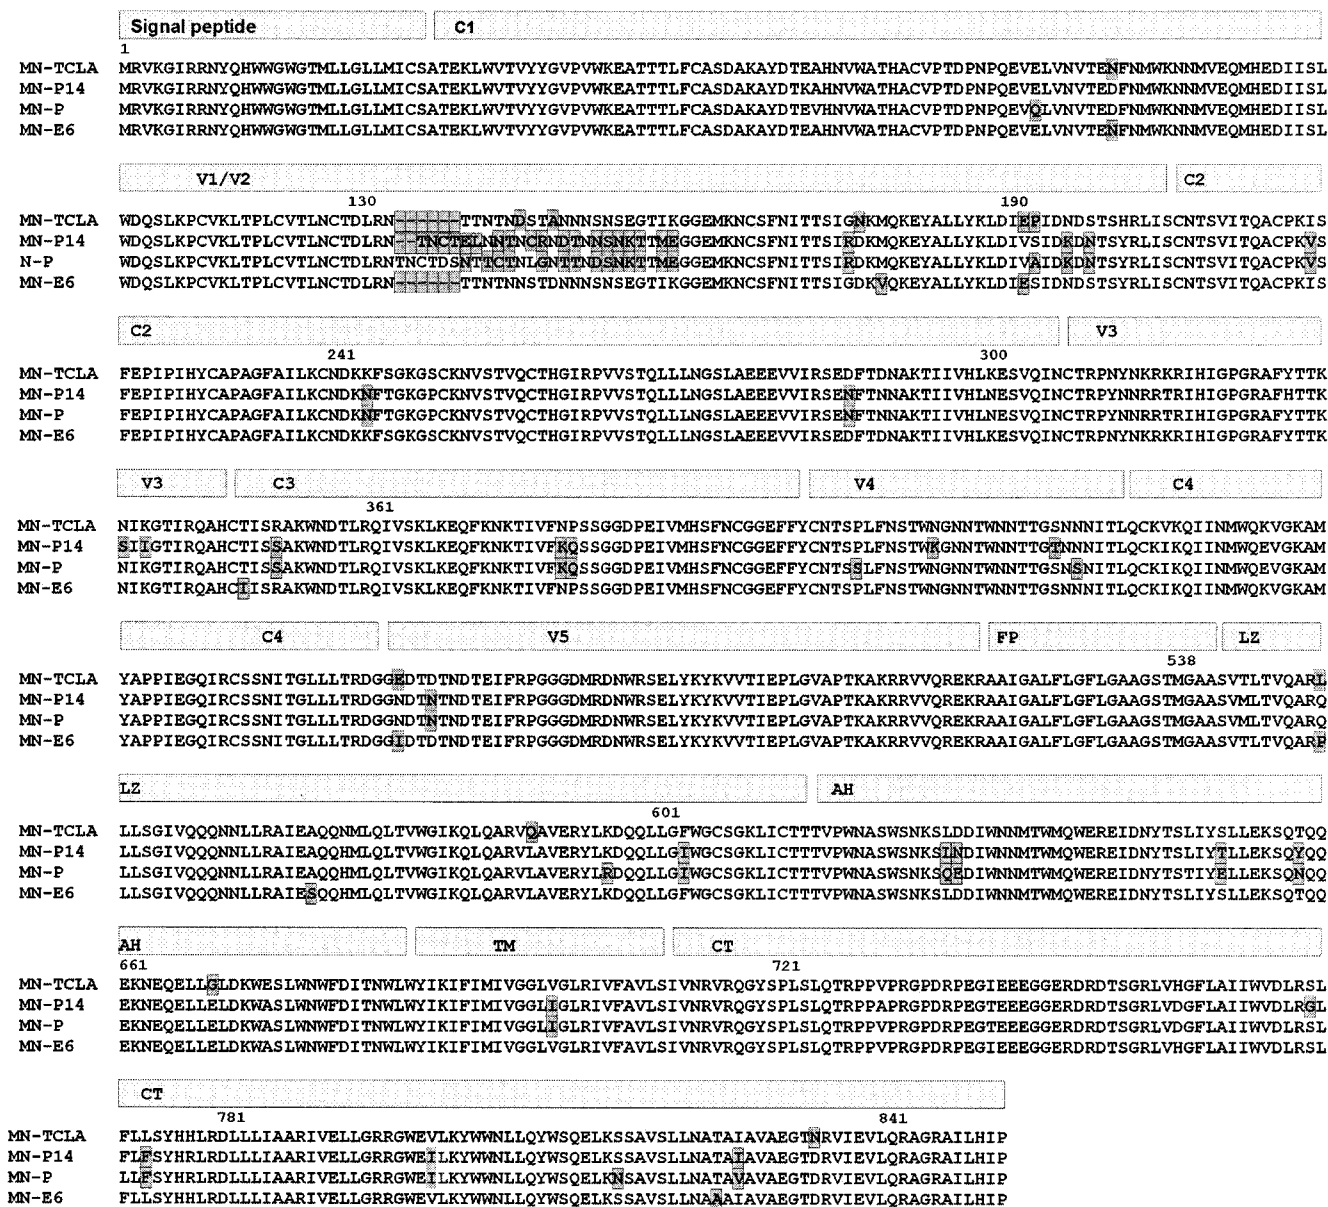 Signal peptide C1
1
MN-TCLA MRVKGIRRNYQHWWGWGTMLLGLLMICSATEKLWVTVYYGVPVWKEATTTLFCASDAKAYDTEAHNVWATHACVPTDPNPQEVELVNVTENFNMWKNNMVEQMHEDIISL
MN-P14 MRVKGIRRNYQHWWGWGTMLLGLLMICSATEKLWVTVYYGVPVWKEATTTLFCASDAKAYDTKAHNVWATHACVPTDPNPQEVELVNVTEDFNMWKNNMVEQMHEDIISL
MN-P MRVKGIRRNYQHWWGWGTMLLGLLMICSATEKLWVTVYYGVPVWKEATTTLFCASDAKAYDTEVHNVWATHACVPTDPNPQEVQLVNVTEDFNMWKNNMVEQMHEDIISL
MN-E6 MRVKGIRRNYQHWWGWGTMLLGLLMICSATEKLWVTVYYGVPVWKEATTTLFCASDAKAYDTEAHNVWATHACVPTDPNPQEVELVNVTENFNMWKNNMVEQMHEDIISL
V1/V2 C2
130 190
MN-TCLA WDQSLKPCVKLTPLCVTLNCTDLRN------TTNTNDSTANNNSNSEGTIKGGEMKNCSFNITTSIGNKMQKEYALLYKLDIEPIDNDSTSHRLISCNTSVITQACPKIS
MN-P14 WDQSLKPCVKLTPLCVTLNCTDLRN--TNCTELNNTNCRNDTNNSNKTTMEGGEMKNCSFNITTSIRDKMQKEYALLYKLDIVSIDKDNTSYRLISCNTSVITQACPKVS
N-P WDQSLKPCVKLTPLCVTLNCTDLRNTNCTDSNTTCTNLGNTTNDSNKTTMEGGEMKNCSFNITTSIRDKMQKEYALLYKLDIVAIDKDNTSYRLISCNTSVITQACPKVS
MN-E6 WDQSLKPCVKLTPLCVTLNCTDLRN------TTNTNNSTDNNNSNSEGTIKGGEMKNCSFNITTSIGDKVQKEYALLYKLDIESIDNDSTSYRLISCNTSVITQACPKIS
C2 V3
241 300
MN-TCLA FEPIPIHYCAPAGFAILKCNDKKFSGKGSCKNVSTVQCTHGIRPVVSTQLLLNGSLAEEEVVIRSEDFTDNAKTIIVHLKESVQINCTRPNYNKRKRIHIGPGRAFYTTK
MN-P14 FEPIPIHYCAPAGFAILKCNDKNFTGKGPCKNVSTVQCTHGIRPVVSTQLLLNGSLAEEEVVIRSENFTNNAKTIIVHLNESVQINCTRPYNNRRTRIHIGPGRAFHTTK
MN-P FEPIPIHYCAPAGFAILKCNDKNFTGKGPCKNVSTVQCTHGIRPVVSTQLLLNGSLAEEEVVIRSENFTNNAKTIIVHLNESVQINCTRPYNNRRTRIHIGPGRAFYTTK
MN-E6 FEPIPIHYCAPAGFAILKCNDKKFSGKGSCKNVSTVQCTHGIRPVVSTQLLLNGSLAEEEVVIRSEDFTDNAKTIIVHLKESVQINCTRPNYNKRKRIHIGPGRAFYTTK
V3 C3 V4 C4
361
MN-TCLA NIKGTIRQAHCTISRAKWNDTLRQIVSKLKEQFKNKTIVFNPSSGGDPEIVMHSFNCGGEFFYCNTSPLFNSTWNGNNTWNNTTGSNNNITLQCKVKQIINMWQKVGKAM
MN-P14 SIIGTIRQAHCTISSAKWNDTLRQIVSKLKEQFKNKTIVFKQSSGGDPEIVMHSFNCGGEFFYCNTSPLFNSTWKGNNTWNNTTGTNNNITLQCKIKQIINMWQEVGKAM
MN-P NIKGTIRQAHCTISSAKWNDTLRQIVSKLKEQFKNKTIVFKQSSGGDPEIVMHSFNCGGEFFYCNTSSLFNSTWNGNNTWNNTTGSNSNITLQCKIKQIINMWQEVGKAM
MN-E6 NIKGTIRQAHCIISRAKWNDTLRQIVSKLKEQFKNKTIVFNPSSGGDPEIVMHSFNCGGEFFYCNTSPLFNSTWNGNNTWNNTTGSNNNITLQCKIKQIINMWQKVGKAM
C4 V5 FP LZ
538
MN-TCLA YAPPIEGQIRCSSNITGLLLTRDGGEDTDTNDTEIFRPGGGDMRDNWRSELYKYKVVTIEPLGVAPTKAKRRVVQREKRAAIGALFLGFLGAAGSTMGAASVTLTVQARL
MN-P14 YAPPIEGQIRCSSNITGLLLTRDGGNDTNTNDTEIFRPGGGDMRDNWRSELYKYKVVTIEPLGVAPTKAKRRVVQREKRAAIGALFLGFLGAAGSTMGAASVMLTVQARQ
MN-P YAPPIEGQIRCSSNITGLLLTRDGGNDTNTNDTEIFRPGGGDMRDNWRSELYKYKVVTIEPLGVAPTKAKRRVVQREKRAAIGALFLGFLGAAGSTMGAASVMLTVQARQ
MN-E6 YAPPIEGQIRCSSNITGLLLTRDGGIDTDTNDTEIFRPGGGDMRDNWRSELYKYKVVTIEPLGVAPTKAKRRVVQREKRAAIGALFLGFLGAAGSTMGAASVTLTVQARP
LZ AH
601
MN-TCLA LLSGIVQQQNNLLRAIEAQQNMLQLTVWGIKQLQARVQAVERYLKDQQLLGFWGCSGKLICTTTVPWNASWSNKSLDDIWNNMTWMQWEREIDNYTSLIYSLLEKSQTQQ
MN-P14 LLSGIVQQQNNLLRAIEAQQHMLQLTVWGIKQLQARVLAVERYLKDQQLLGIWGCSGKLICTTTVPWNASWSNKSLNDIWNNMTWMQWEREIDNYTSLIYTLLEKSQYQQ
MN-P LLSGIVQQQNNLLRAIEAQQHMLQLTVWGIKQLQARVLAVERYLRDQQLLGIWGCSGKLICTTTVPWNASWSNKSQEDIWNNMTWMQWEREIDNYTSTIYELLEKSQNQQ
MN-E6 LLSGIVQQQNNLLRAIESQQHMLQLTVWGIKQLQARVLAVERYLKDQQLLGFWGCSGKLICTTTVPWNASWSNKSLDDIWNNMTWMQWEREIDNYTSLIYSLLEKSQTQQ
AH TM CT
661 721
MN-TCLA EKNEQELLGLDKWESLWNWFDITNWLWYIKIFIMIVGGLVGLRIVFAVLSIVNRVRQGYSPLSLQTRPPVPRGPDRPEGIEEEGGERDRDTSGRLVHGFLAIIWVDLRSL
MN-P14 EKNEQELLELDKWASLWNWFDITNWLWYIKIFIMIVGGLIGLRIVFAVLSIVNRVRQGYSPLSLQTRPPAPRGPDRPEGTEEEGGERDRDTSGRLVDGFLAIIWVDLRGL
MN-P EKNEQELLELDKWASLWNWFDITNWLWYIKIFIMIVGGLIGLRIVFAVLSIVNRVRQGYSPLSLQTRPPVPRGPDRPEGTEEEGGERDRDTSGRLVDGFLAIIWVDLRSL
MN-E6 EKNEQELLELDKWASLWNWFDITNWLWYIKIFIMIVGGLVGLRIVFAVLSIVNRVRQGYSPLSLQTRPPVPRGPDRPEGIEEEGGERDRDTSGRLVHGFLAIIWVDLRSL
CT
781 841
MN-TCLA FLLSYHHLRDLLLIAARIVELLGRRGWEVLKYWWNLLQYWSQELKSSAVSLLNATAIAVAEGTNRVIEVLQRAGRAILHIP
MN-P14 FLFSYHRLRDLLLIAARIVELLGRRGWEILKYWWNLLQYWSQELKSSAVSLLNATAIAVAEGTDRVIEVLQRAGRAILHIP
MN-P LLFSYHRLRDLLLIAARIVELLGRRGWEILKYWWNLLQYWSQELKNSAVSLLNATAVAVAEGTDRVIEVLQRAGRAILHIP
MN-E6 FLLSYHHLRDLLLIAARIVELLGRRGWEVLKYWWNLLQYWSQELKSSAVSLLNAAAIAVAEGTDRVIEVLQRAGRAILHIP